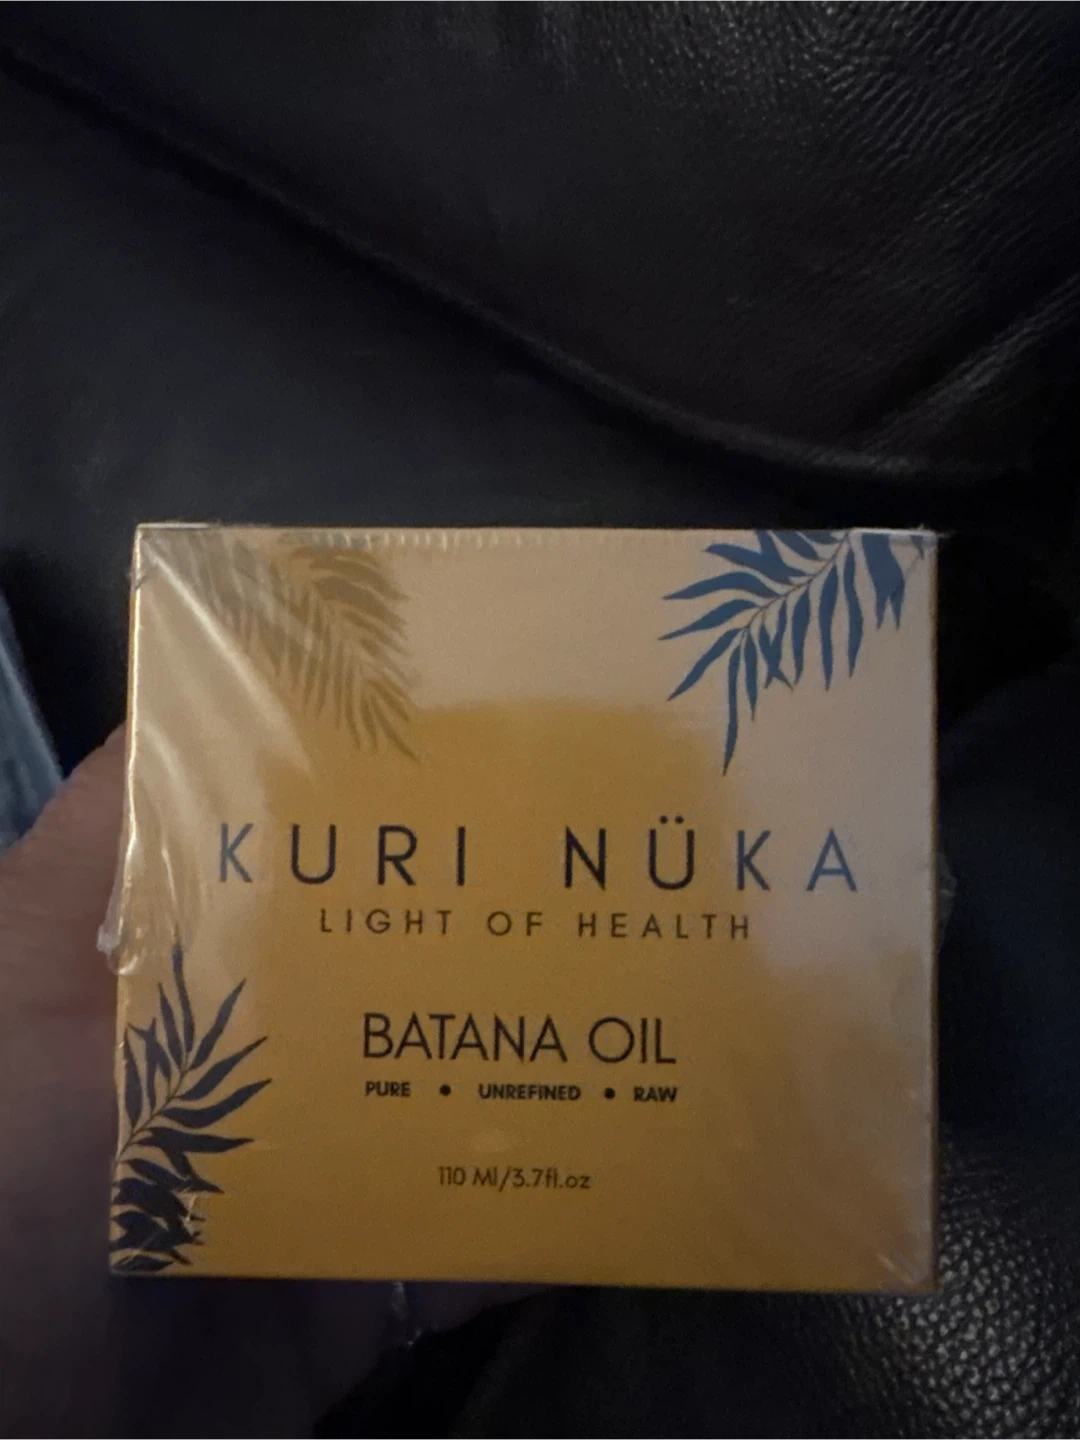 KURI NÜKA
LIGHT OF HEALTH
BATANA OIL
PURE • UNREFINED • RAW
110 Ml/3.7fl.oz